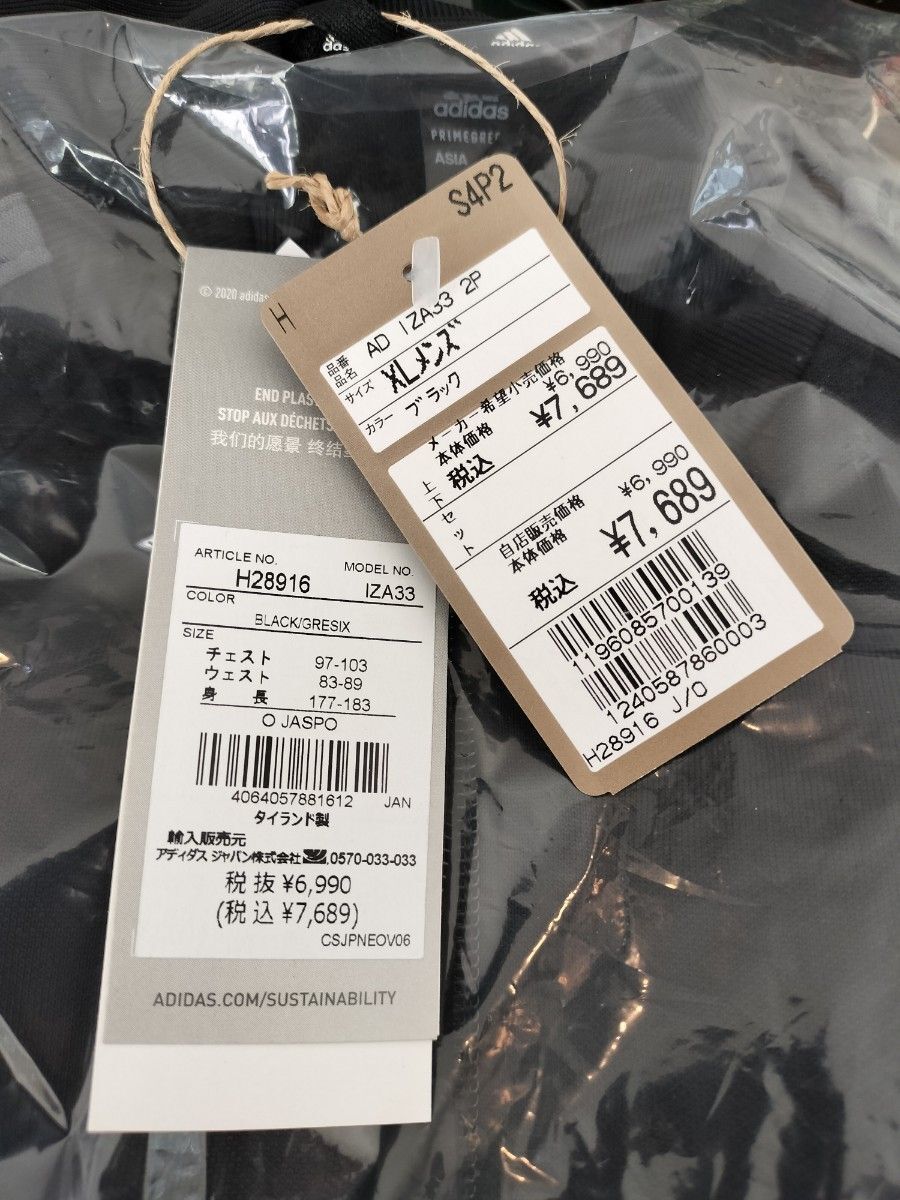 adidas
adidas
adidas
PRIMEGREE
ASIA
© 2020 adidas
END PLAS
STOP AUX DÉCHETS
我们的愿景 终结
ARTICLE NO.
MODEL NO.
H28916
IZA33
COLOR
BLACK/GRESIX
SIZE
チェスト 97-103
ウェスト 83-89
身 長 177-183
O JASPO
4064057881612 JAN
タイランド製
輸入販売元
アディダス ジャパン株式会社 0570-033-033
税 抜 ¥6,990
(税 込 ¥7,689)
CSJPNEOV06
ADIDAS.COM/SUSTAINABILITY
S4P2
H
品番
品名
AD IZA33 2P
サイズ XLメンズ
カラー ブラック
メーカー希望小売価格
本体価格 ¥6,990
税込 ¥7,689
上下セット
自店販売価格
本体価格 ¥6,990
税込 ¥7,689
1196085700139
1240587860003
H28916 J/O